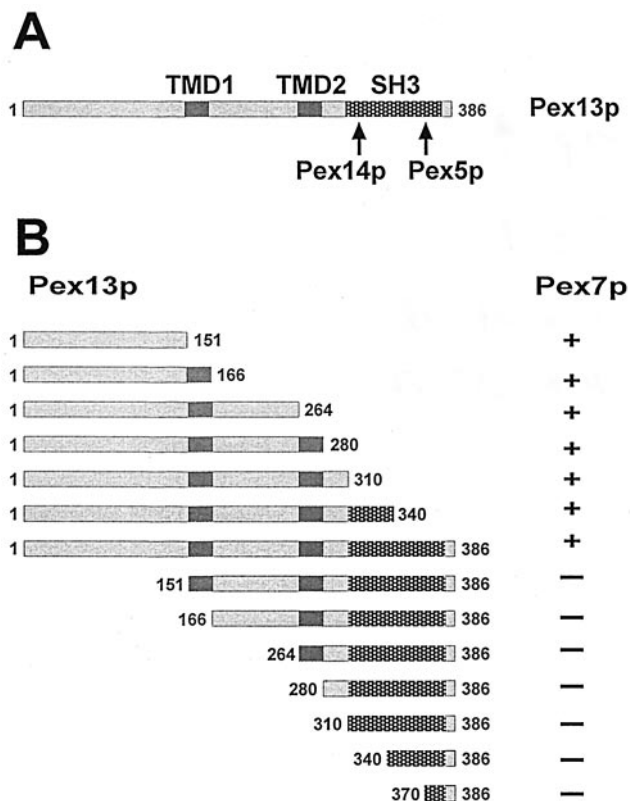 A
TMD1 TMD2 SH3
1 386 Pex13p
Pex14p Pex5p
B
Pex13p Pex7p
1 151 +
1 166 +
1 264 +
1 280 +
1 310 +
1 340 +
1 386 +
151 386 —
166 386 —
264 386 —
280 386 —
310 386 —
340 386 —
370 386 —